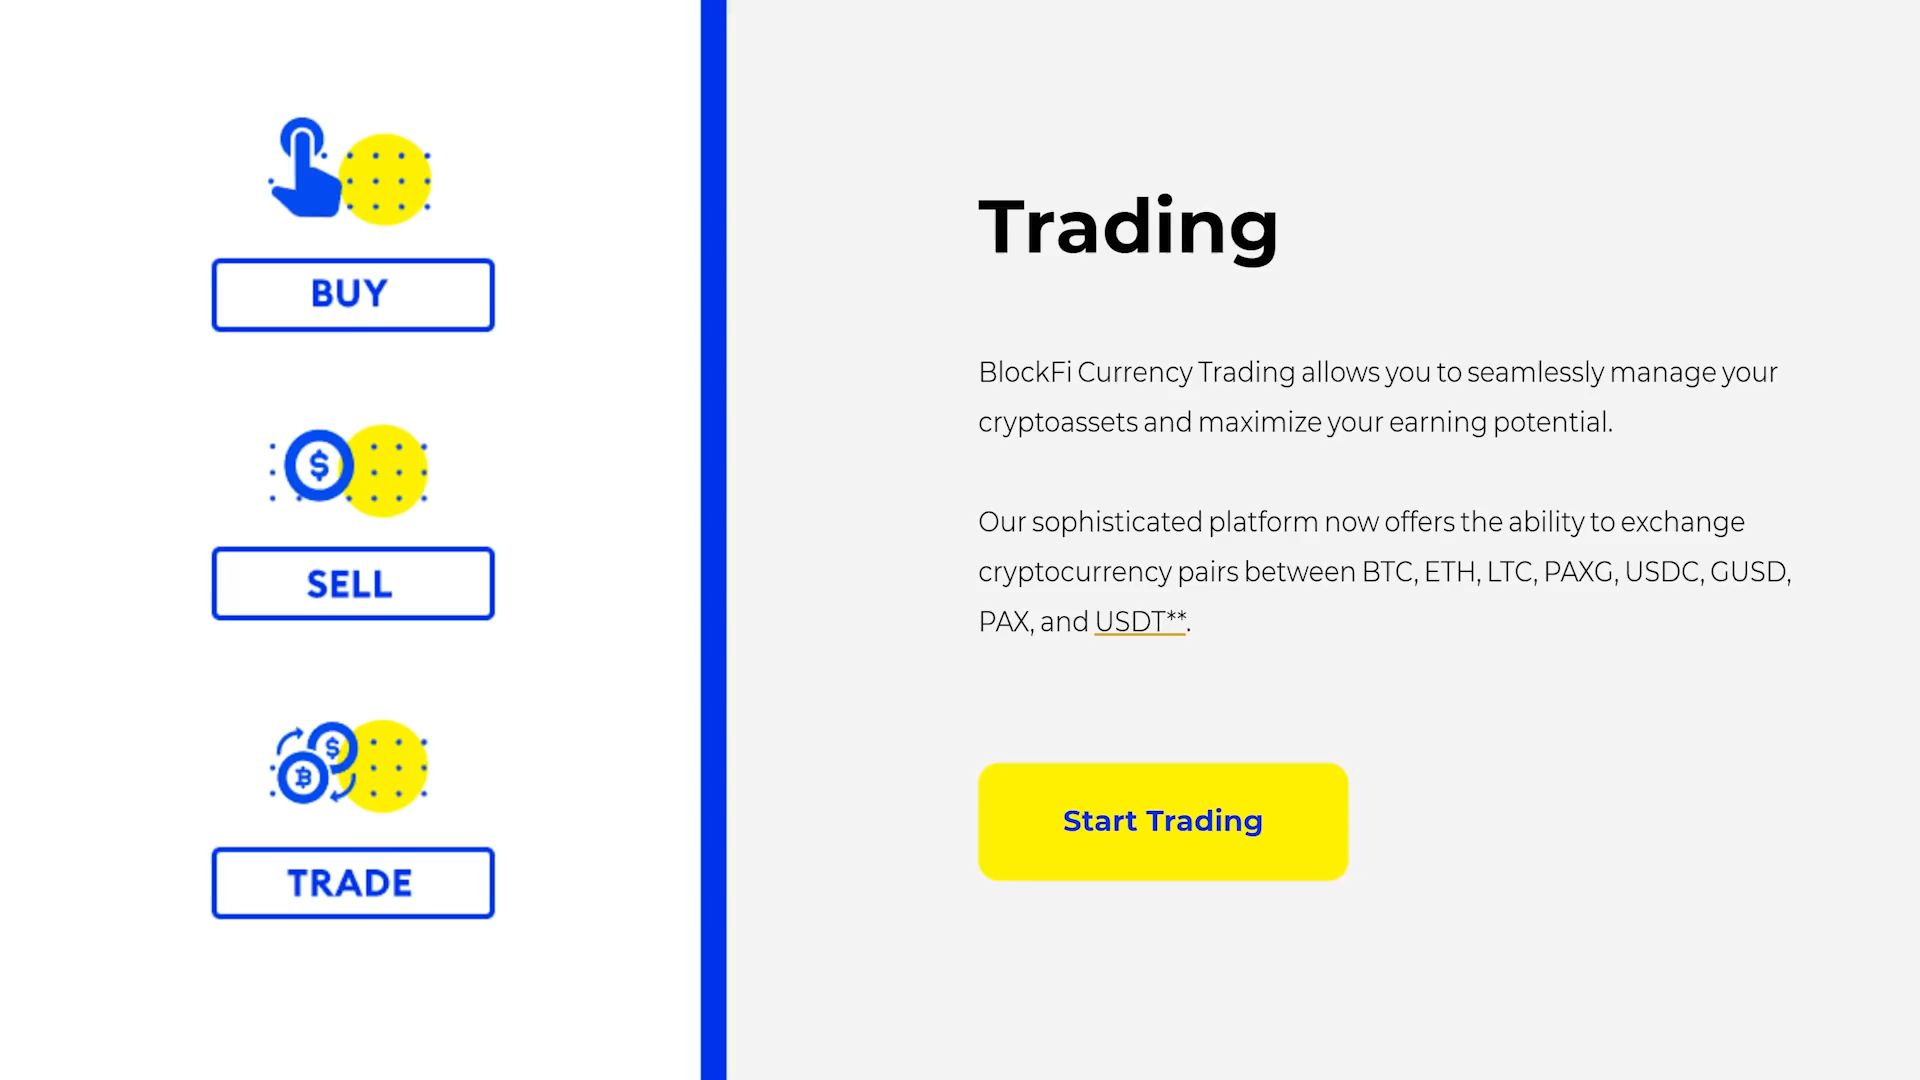 BUY
SELL
TRADE
Trading
BlockFi Currency Trading allows you to seamlessly manage your
cryptoassets and maximize your earning potential.
Our sophisticated platform now offers the ability to exchange
cryptocurrency pairs between BTC, ETH, LTC, PAXG, USDC, GUSD,
PAX, and USDT**.
Start Trading